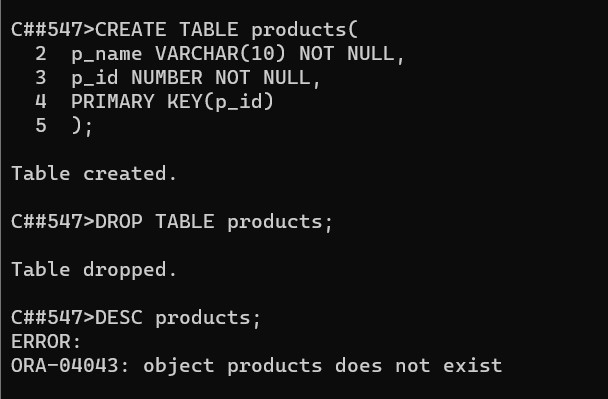 C##547>CREATE TABLE products(
  2  p_name VARCHAR(10) NOT NULL,
  3  p_id NUMBER NOT NULL,
  4  PRIMARY KEY(p_id)
  5  );
Table created.
C##547>DROP TABLE products;
Table dropped.
C##547>DESC products;
ERROR:
ORA-04043: object products does not exist